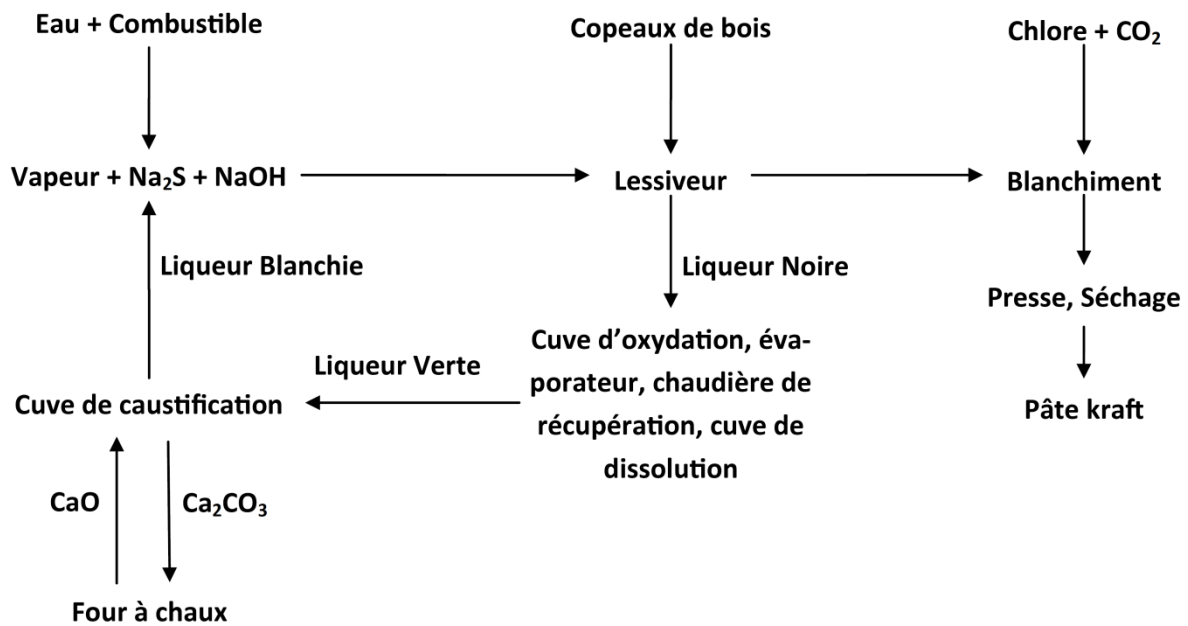 Eau + Combustible
Copeaux de bois
Chlore + CO₂
Vapeur + Na₂S + NaOH
Lessiveur
Blanchiment
Liqueur Blanchie
Liqueur Noire
Presse, Séchage
Cuve d'oxydation, éva-
porateur, chaudière de
récupération, cuve de
dissolution
Liqueur Verte
Cuve de caustification
Pâte kraft
CaO
Ca₂CO₃
Four à chaux